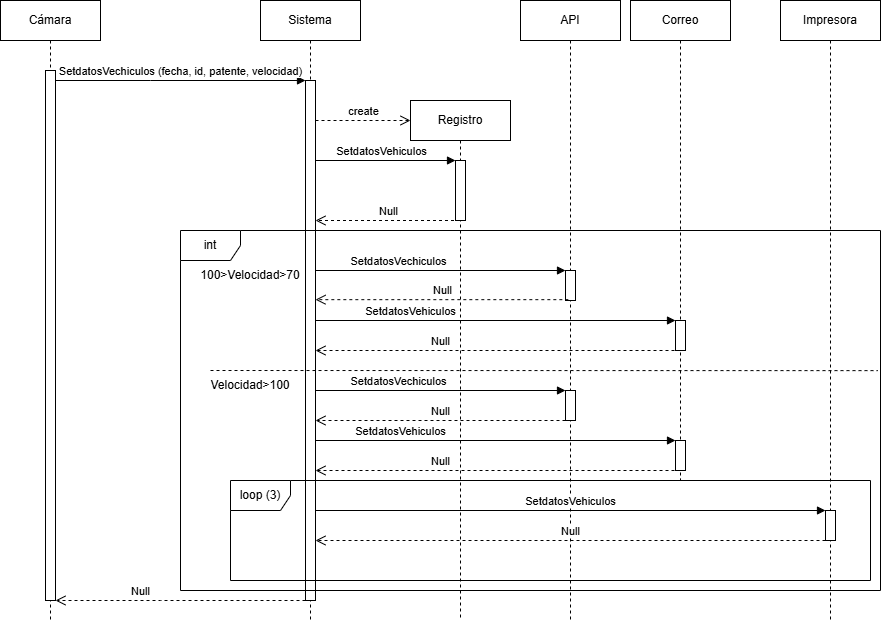 Cámara
Sistema
API
Correo
Impresora
SetdatosVechiculos (fecha, id, patente, velocidad)
create
Registro
SetdatosVehiculos
Null
int
100>Velocidad>70
SetdatosVechiculos
Null
SetdatosVehiculos
Null
Velocidad>100
SetdatosVechiculos
Null
SetdatosVehiculos
Null
loop (3)
SetdatosVehiculos
Null
Null